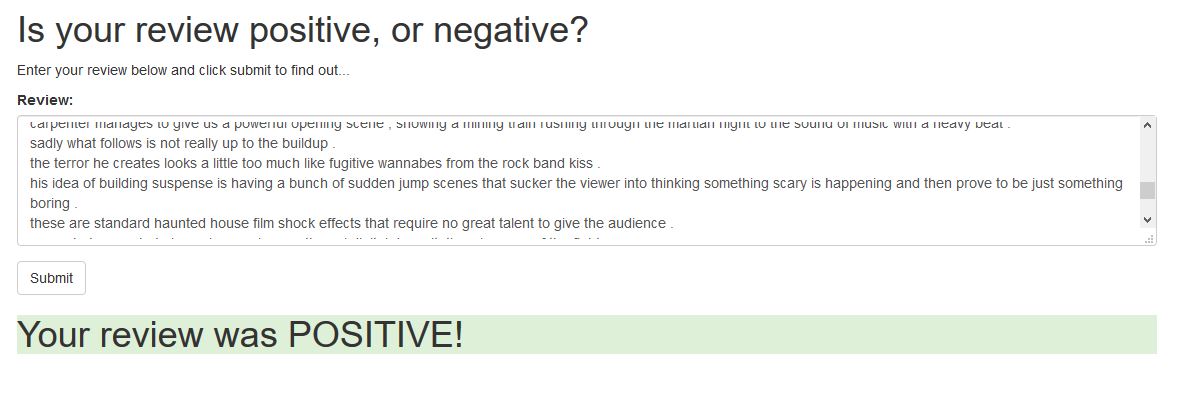 Is your review positive, or negative?
Enter your review below and click submit to find out...
Review:
carpenter manages to give us a powerful opening scene , showing a mining train rushing through the martian night to the sound of music with a heavy beat .
sadly what follows is not really up to the buildup .
the terror he creates looks a little too much like fugitive wannabes from the rock band kiss .
his idea of building suspense is having a bunch of sudden jump scenes that sucker the viewer into thinking something scary is happening and then prove to be just something
boring .
these are standard haunted house film shock effects that require no great talent to give the audience .
Submit
Your review was POSITIVE!